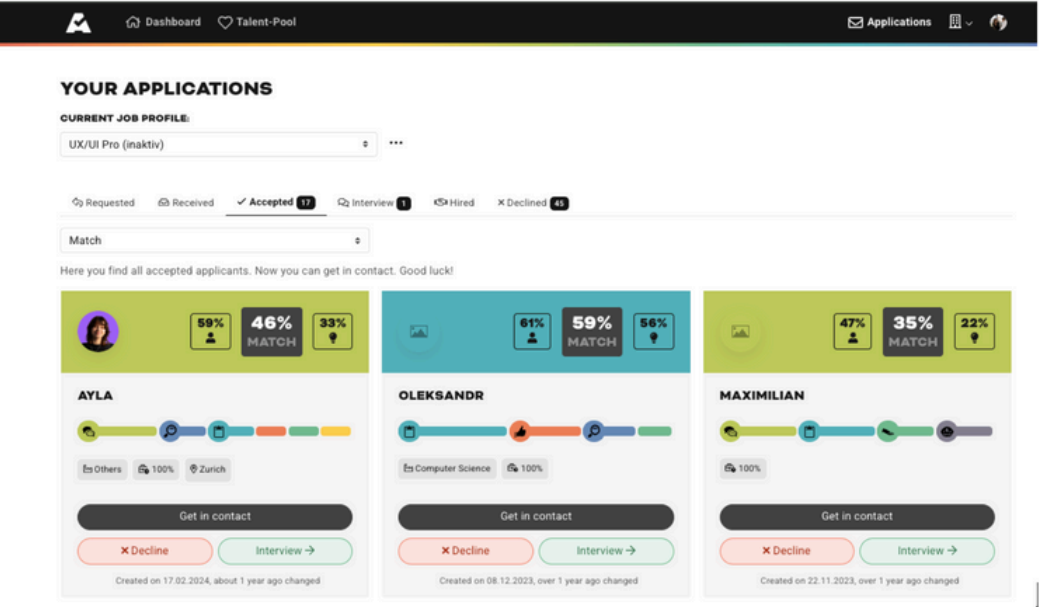 Dashboard Talent-Pool Applications
YOUR APPLICATIONS
CURRENT JOB PROFILE:
UX/UI Pro (inaktiv) ...
Requested Received Accepted 17 Interview 1 Hired Declined 45
Match
Here you find all accepted applicants. Now you can get in contact. Good luck!
59% 46% MATCH 33%
AYLA
Others 100% Zurich
Get in contact
Decline Interview →
Created on 17.02.2024, about 1 year ago changed
61% 59% MATCH 56%
OLEKSANDR
Computer Science 100%
Get in contact
Decline Interview →
Created on 08.12.2023, over 1 year ago changed
47% 35% MATCH 22%
MAXIMILIAN
100%
Get in contact
Decline Interview →
Created on 22.11.2023, over 1 year ago changed